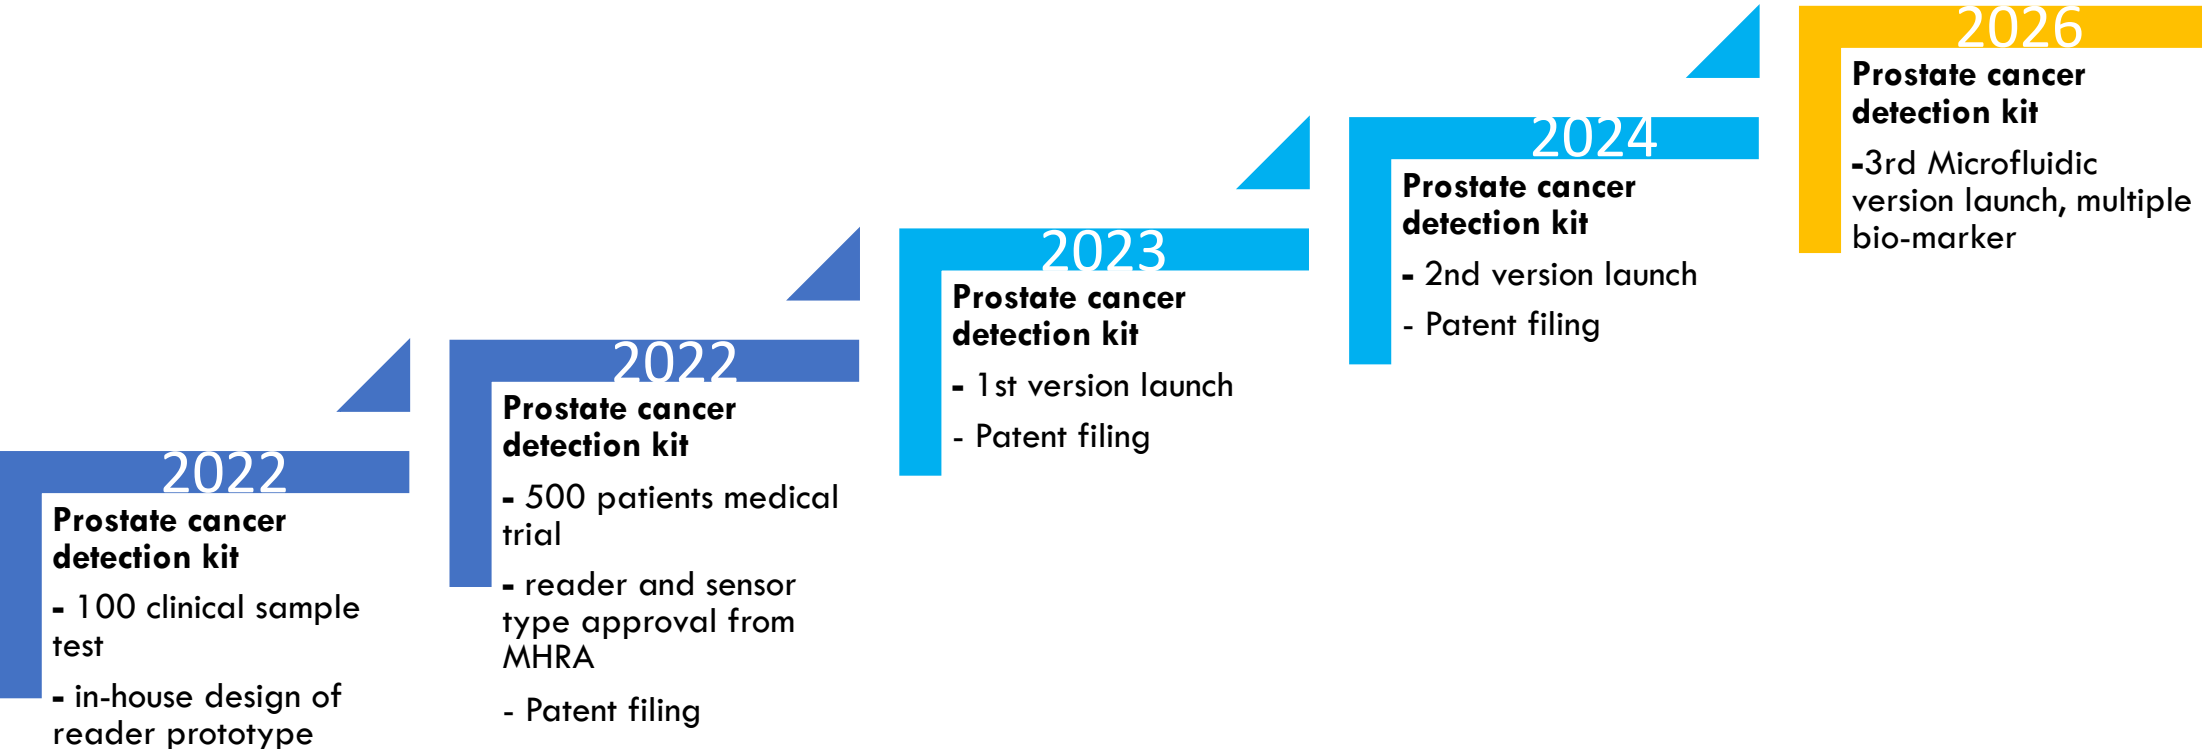 2022
Prostate cancer
detection kit
- 100 clinical sample
test
- in-house design of
reader prototype
2022
Prostate cancer
detection kit
- 500 patients medical
trial
- reader and sensor
type approval from
MHRA
- Patent filing
2023
Prostate cancer
detection kit
- 1st version launch
- Patent filing
2024
Prostate cancer
detection kit
- 2nd version launch
- Patent filing
2026
Prostate cancer
detection kit
-3rd Microfluidic
version launch, multiple
bio-marker